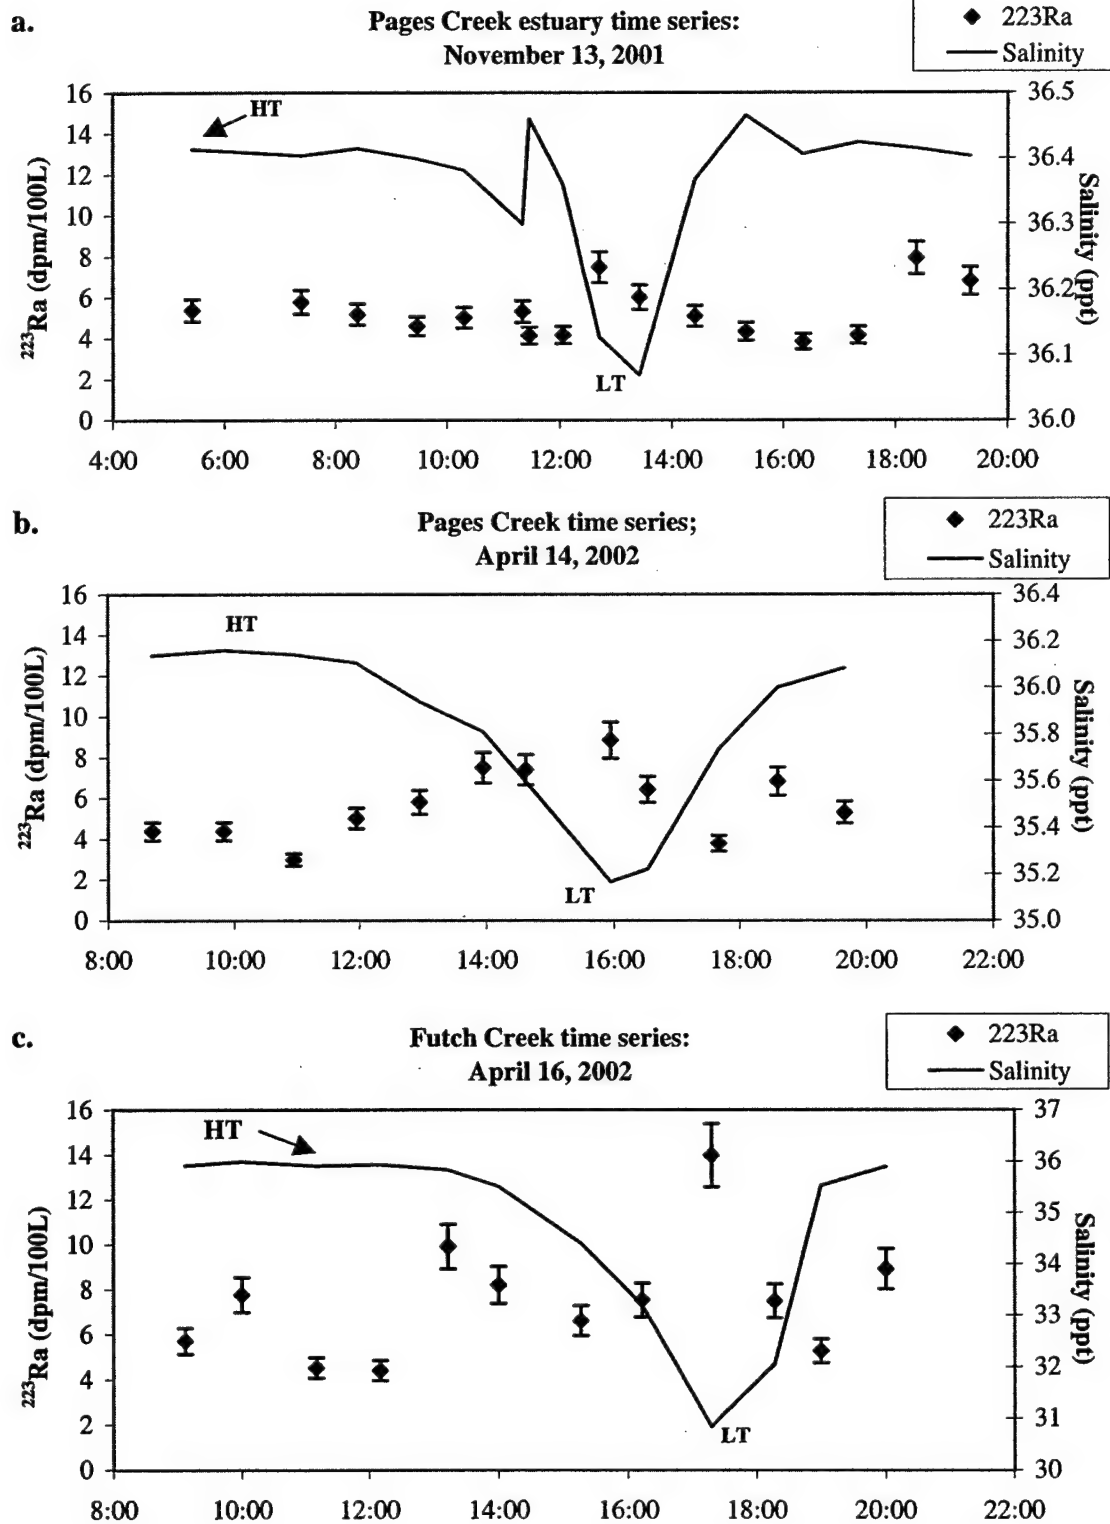 a.
Pages Creek estuary time series:
November 13, 2001
223Ra
Salinity
HT
LT
16
14
12
10
8
6
4
2
0
²²³Ra (dpm/100L)
36.5
36.4
36.3
36.2
36.1
36.0
Salinity (ppt)
4:00 6:00 8:00 10:00 12:00 14:00 16:00 18:00 20:00
b.
Pages Creek time series;
April 14, 2002
223Ra
Salinity
HT
LT
16
14
12
10
8
6
4
2
0
²²³Ra (dpm/100L)
36.4
36.2
36.0
35.8
35.6
35.4
35.2
35.0
Salinity (ppt)
8:00 10:00 12:00 14:00 16:00 18:00 20:00 22:00
c.
Futch Creek time series:
April 16, 2002
223Ra
Salinity
HT
LT
16
14
12
10
8
6
4
2
0
²²³Ra (dpm/100L)
37
36
35
34
33
32
31
30
Salinity (ppt)
8:00 10:00 12:00 14:00 16:00 18:00 20:00 22:00